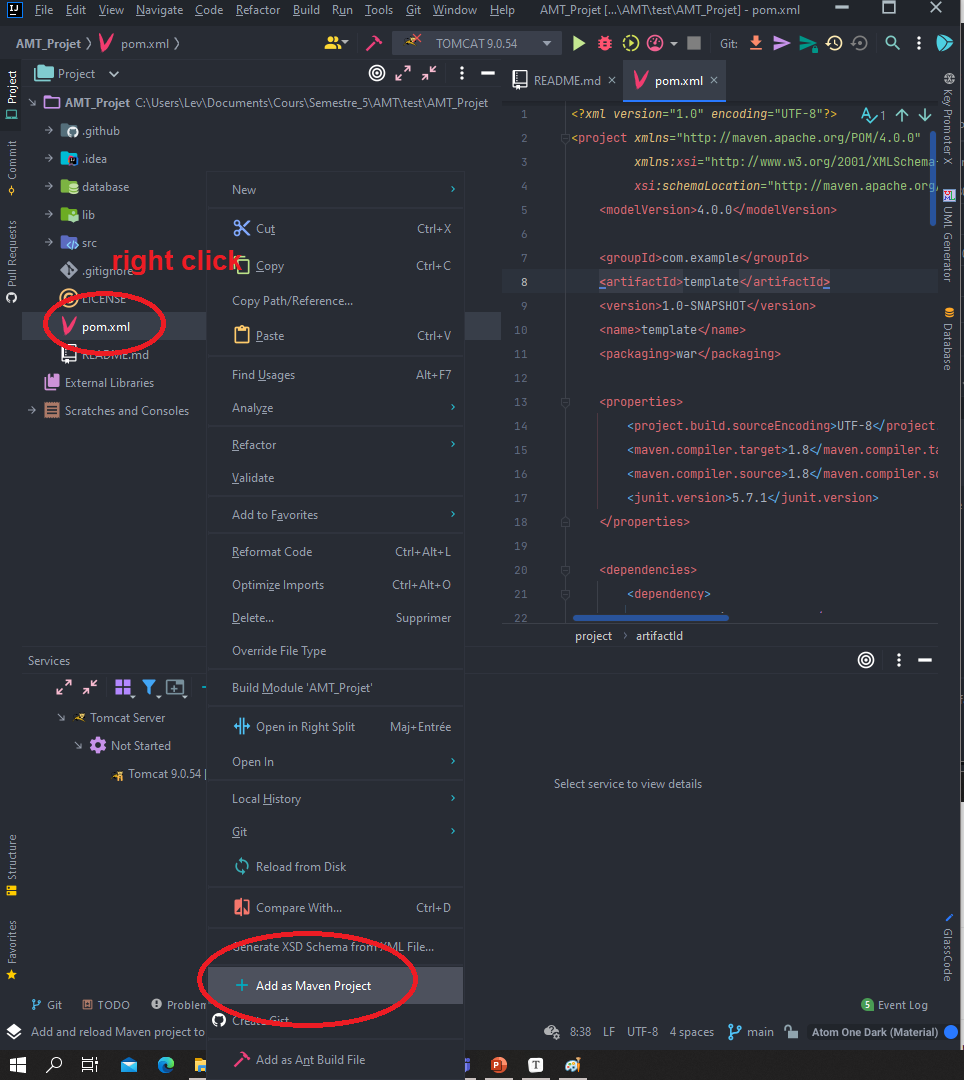 File Edit View Navigate Code Refactor Build Run Tools Git Window Help AMT_Projet [...\AMT\test\AMT_Projet] - pom.xml
AMT_Projet pom.xml TOMCAT 9.0.54 Git:
Project
README.md pom.xml
Project
Commit
Pull Requests
Structure
Favorites
AMT_Projet C:\Users\Lev\Documents\Cours\Semestre_5\AMT\test\AMT_Projet
.github
.idea
database
lib
src
.gitignore
LICENSE
pom.xml
README.md
External Libraries
Scratches and Consoles
right click
New
Cut Ctrl+X
Copy Ctrl+C
Copy Path/Reference...
Paste Ctrl+V
Find Usages Alt+F7
Analyze
Refactor
Validate
Add to Favorites
Reformat Code Ctrl+Alt+L
Optimize Imports Ctrl+Alt+O
Delete... Supprimer
Override File Type
Build Module 'AMT_Projet'
Open in Right Split Maj+Entrée
Open In
Local History
Git
Reload from Disk
Compare With... Ctrl+D
Generate XSD Schema from XML File...
Add as Maven Project
Create Gist...
Add as Ant Build File
1 <?xml version="1.0" encoding="UTF-8"?> 1
2 <project xmlns="http://maven.apache.org/POM/4.0.0"
3 xmlns:xsi="http://www.w3.org/2001/XMLSchema-
4 xsi:schemaLocation="http://maven.apache.org/
5 <modelVersion>4.0.0</modelVersion>
6
7 <groupId>com.example</groupId>
8 <artifactId>template</artifactId>
9 <version>1.0-SNAPSHOT</version>
10 <name>template</name>
11 <packaging>war</packaging>
12
13 <properties>
14 <project.build.sourceEncoding>UTF-8</project
15 <maven.compiler.target>1.8</maven.compiler.ta
16 <maven.compiler.source>1.8</maven.compiler.so
17 <junit.version>5.7.1</junit.version>
18 </properties>
19
20 <dependencies>
21 <dependency>
22
project artifactId
Key Promoter X
UML Generator
Database
GlassCode
Services
Tomcat Server
Not Started
Tomcat 9.0.54 [
Select service to view details
Git TODO Problem 5 Event Log
Add and reload Maven project to 8:38 LF UTF-8 4 spaces main Atom One Dark (Material)